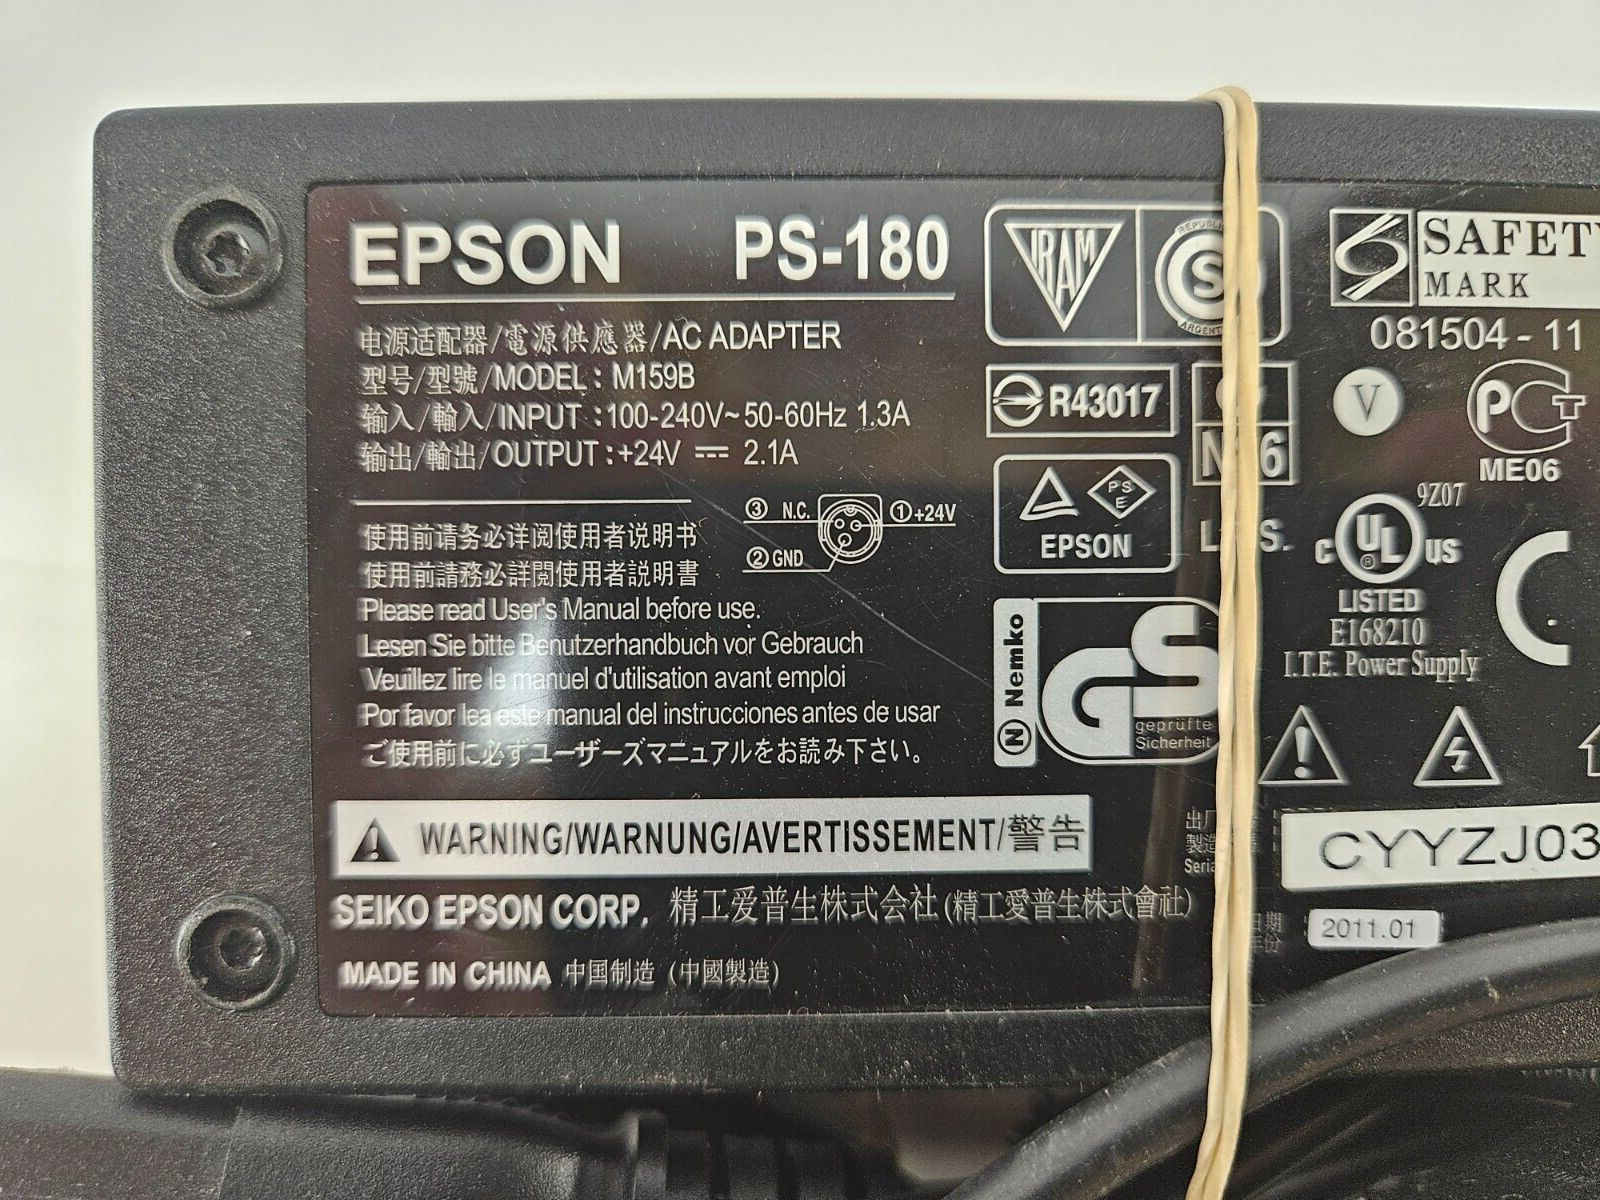 EPSON PS-180
电源适配器/電源供應器/AC ADAPTER
型号/型號/MODEL: M159B
输入/輸入/INPUT :100-240V~50-60Hz 1.3A
输出/輸出/OUTPUT :+24V ⎓ 2.1A
③ N.C. ①+24V
②GND
使用前请务必详阅使用者说明书
使用前請務必詳閱使用者說明書
Please read User's Manual before use.
Lesen Sie bitte Benutzerhandbuch vor Gebrauch
Veuillez lire le manuel d'utilisation avant emploi
Por favor lea este manual del instrucciones antes de usar
ご使用前に必ずユーザーズマニュアルをお読み下さい。
WARNING/WARNUNG/AVERTISSEMENT/警告
SEIKO EPSON CORP. 精工爱普生株式会社(精工愛普生株式會社)
MADE IN CHINA 中国制造 (中國製造)
IRAM
S
R43017
PS
E
EPSON
N Nemko
GS
geprüfte
Sicherheit
SAFETY
MARK
081504-11
V
PCT
ME06
9Z07
C UL US
®
LISTED
E168210
I.T.E. Power Supply
CE
CYYZJ03
2011.01